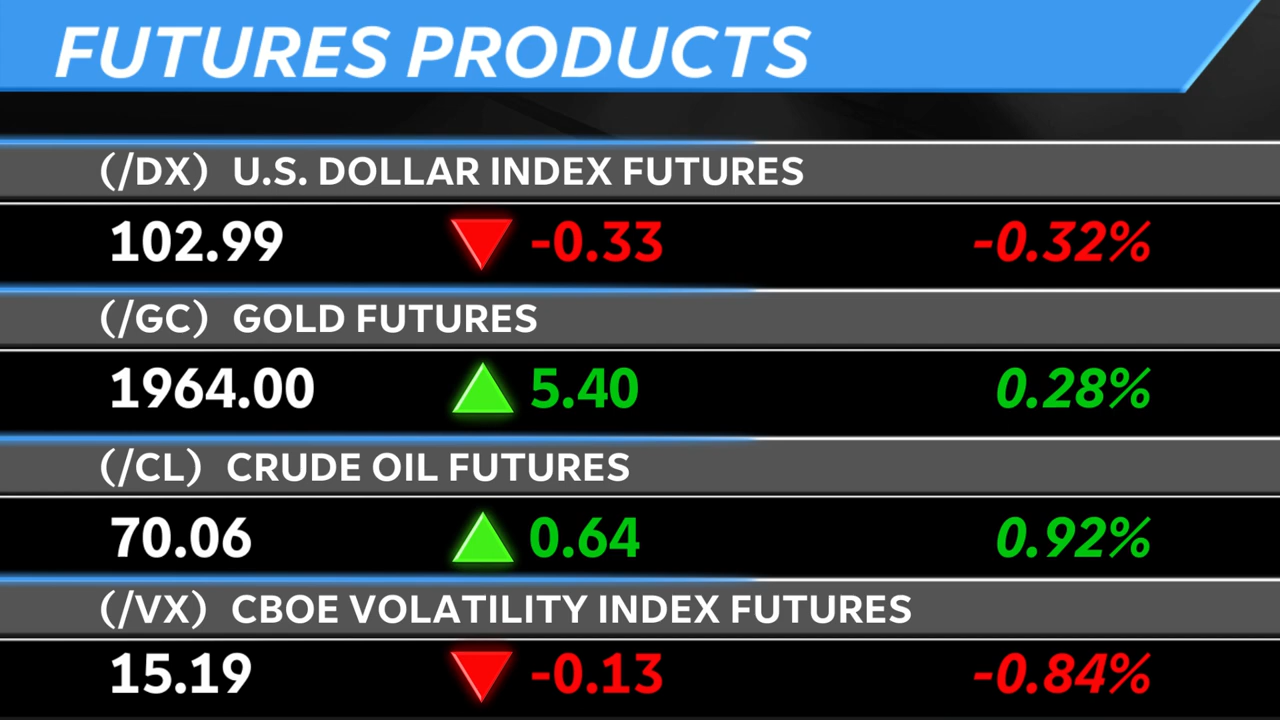 FUTURES PRODUCTS
(/DX) U.S. DOLLAR INDEX FUTURES
102.99 -0.33 -0.32%
(/GC) GOLD FUTURES
1964.00 5.40 0.28%
(/CL) CRUDE OIL FUTURES
70.06 0.64 0.92%
(/VX) CBOE VOLATILITY INDEX FUTURES
15.19 -0.13 -0.84%